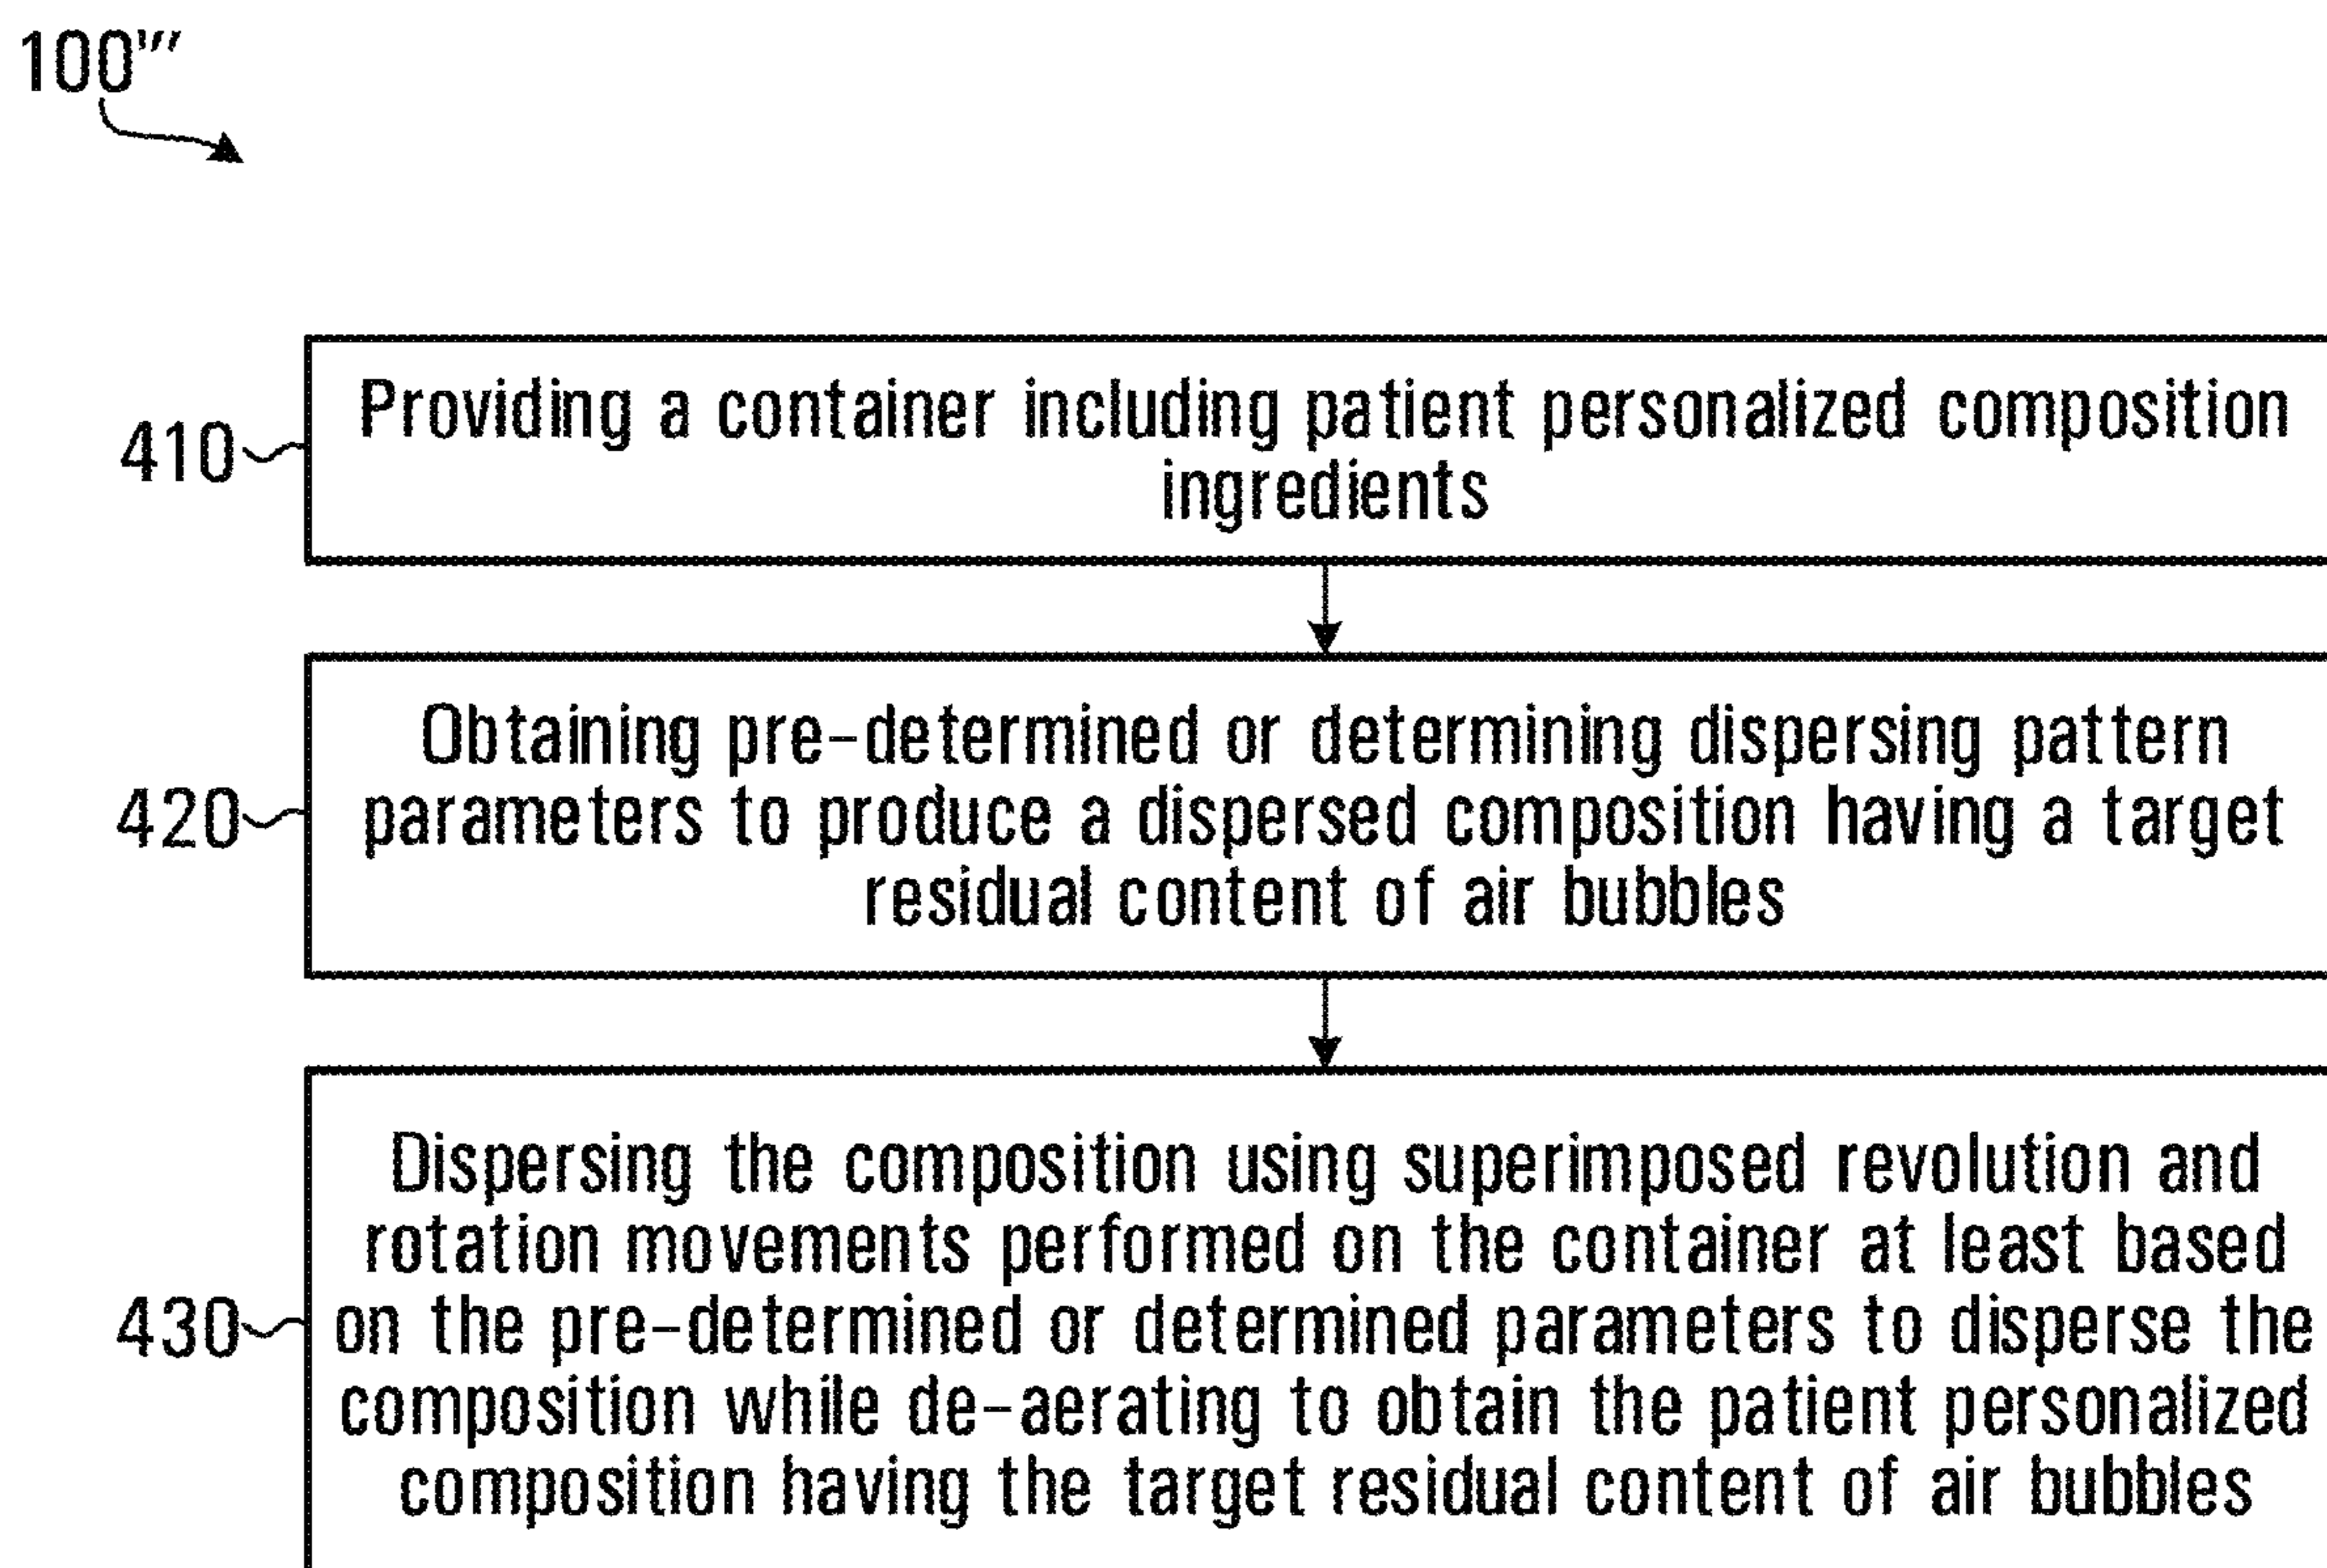 100'''
Providing a container including patient personalized composition
ingredients
410
Obtaining pre-determined or determining dispersing pattern
parameters to produce a dispersed composition having a target
residual content of air bubbles
420
Dispersing the composition using superimposed revolution and
rotation movements performed on the container at least based
on the pre-determined or determined parameters to disperse the
composition while de-aerating to obtain the patient personalized
composition having the target residual content of air bubbles
430